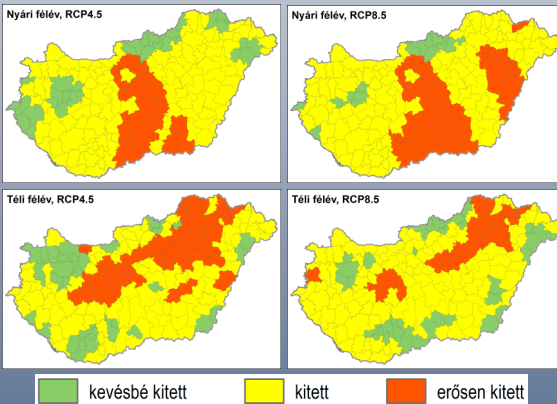 Nyári félév, RCP4.5
Nyári félév, RCP8.5
Téli félév, RCP4.5
Téli félév, RCP8.5
kevésbé kitett
kitett
erősen kitett